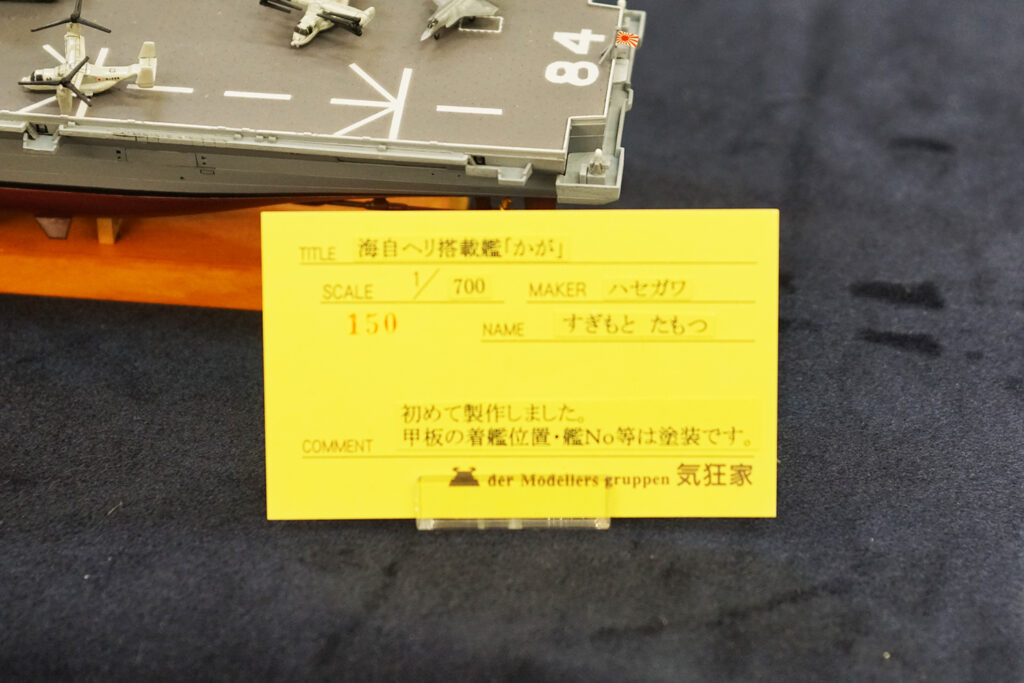 84
TITLE 海自ヘリ搭載艦「かが」
SCALE 1/700 MAKER ハセガワ
150 NAME すぎもと たもつ
初めて製作しました。
COMMENT 甲板の着艦位置・艦No等は塗装です。
der Modellers gruppen 気狂家